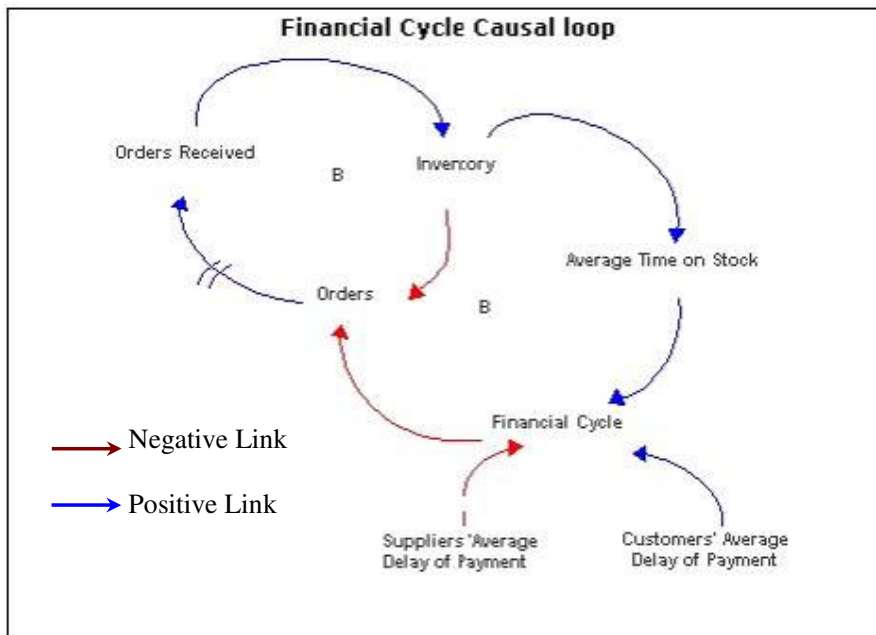 Financial Cycle Causal loop
Orders Received
B
Invercory
Average Time on Stock
Orders
B
Financial Cycle
Negative Link
Positive Link
Suppliers'Average
Delay of Payment
Customers' Average
Delay of Payment